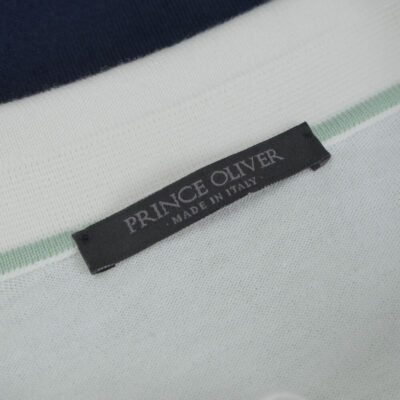 PRINCE OLIVER
· MADE IN ITALY ·